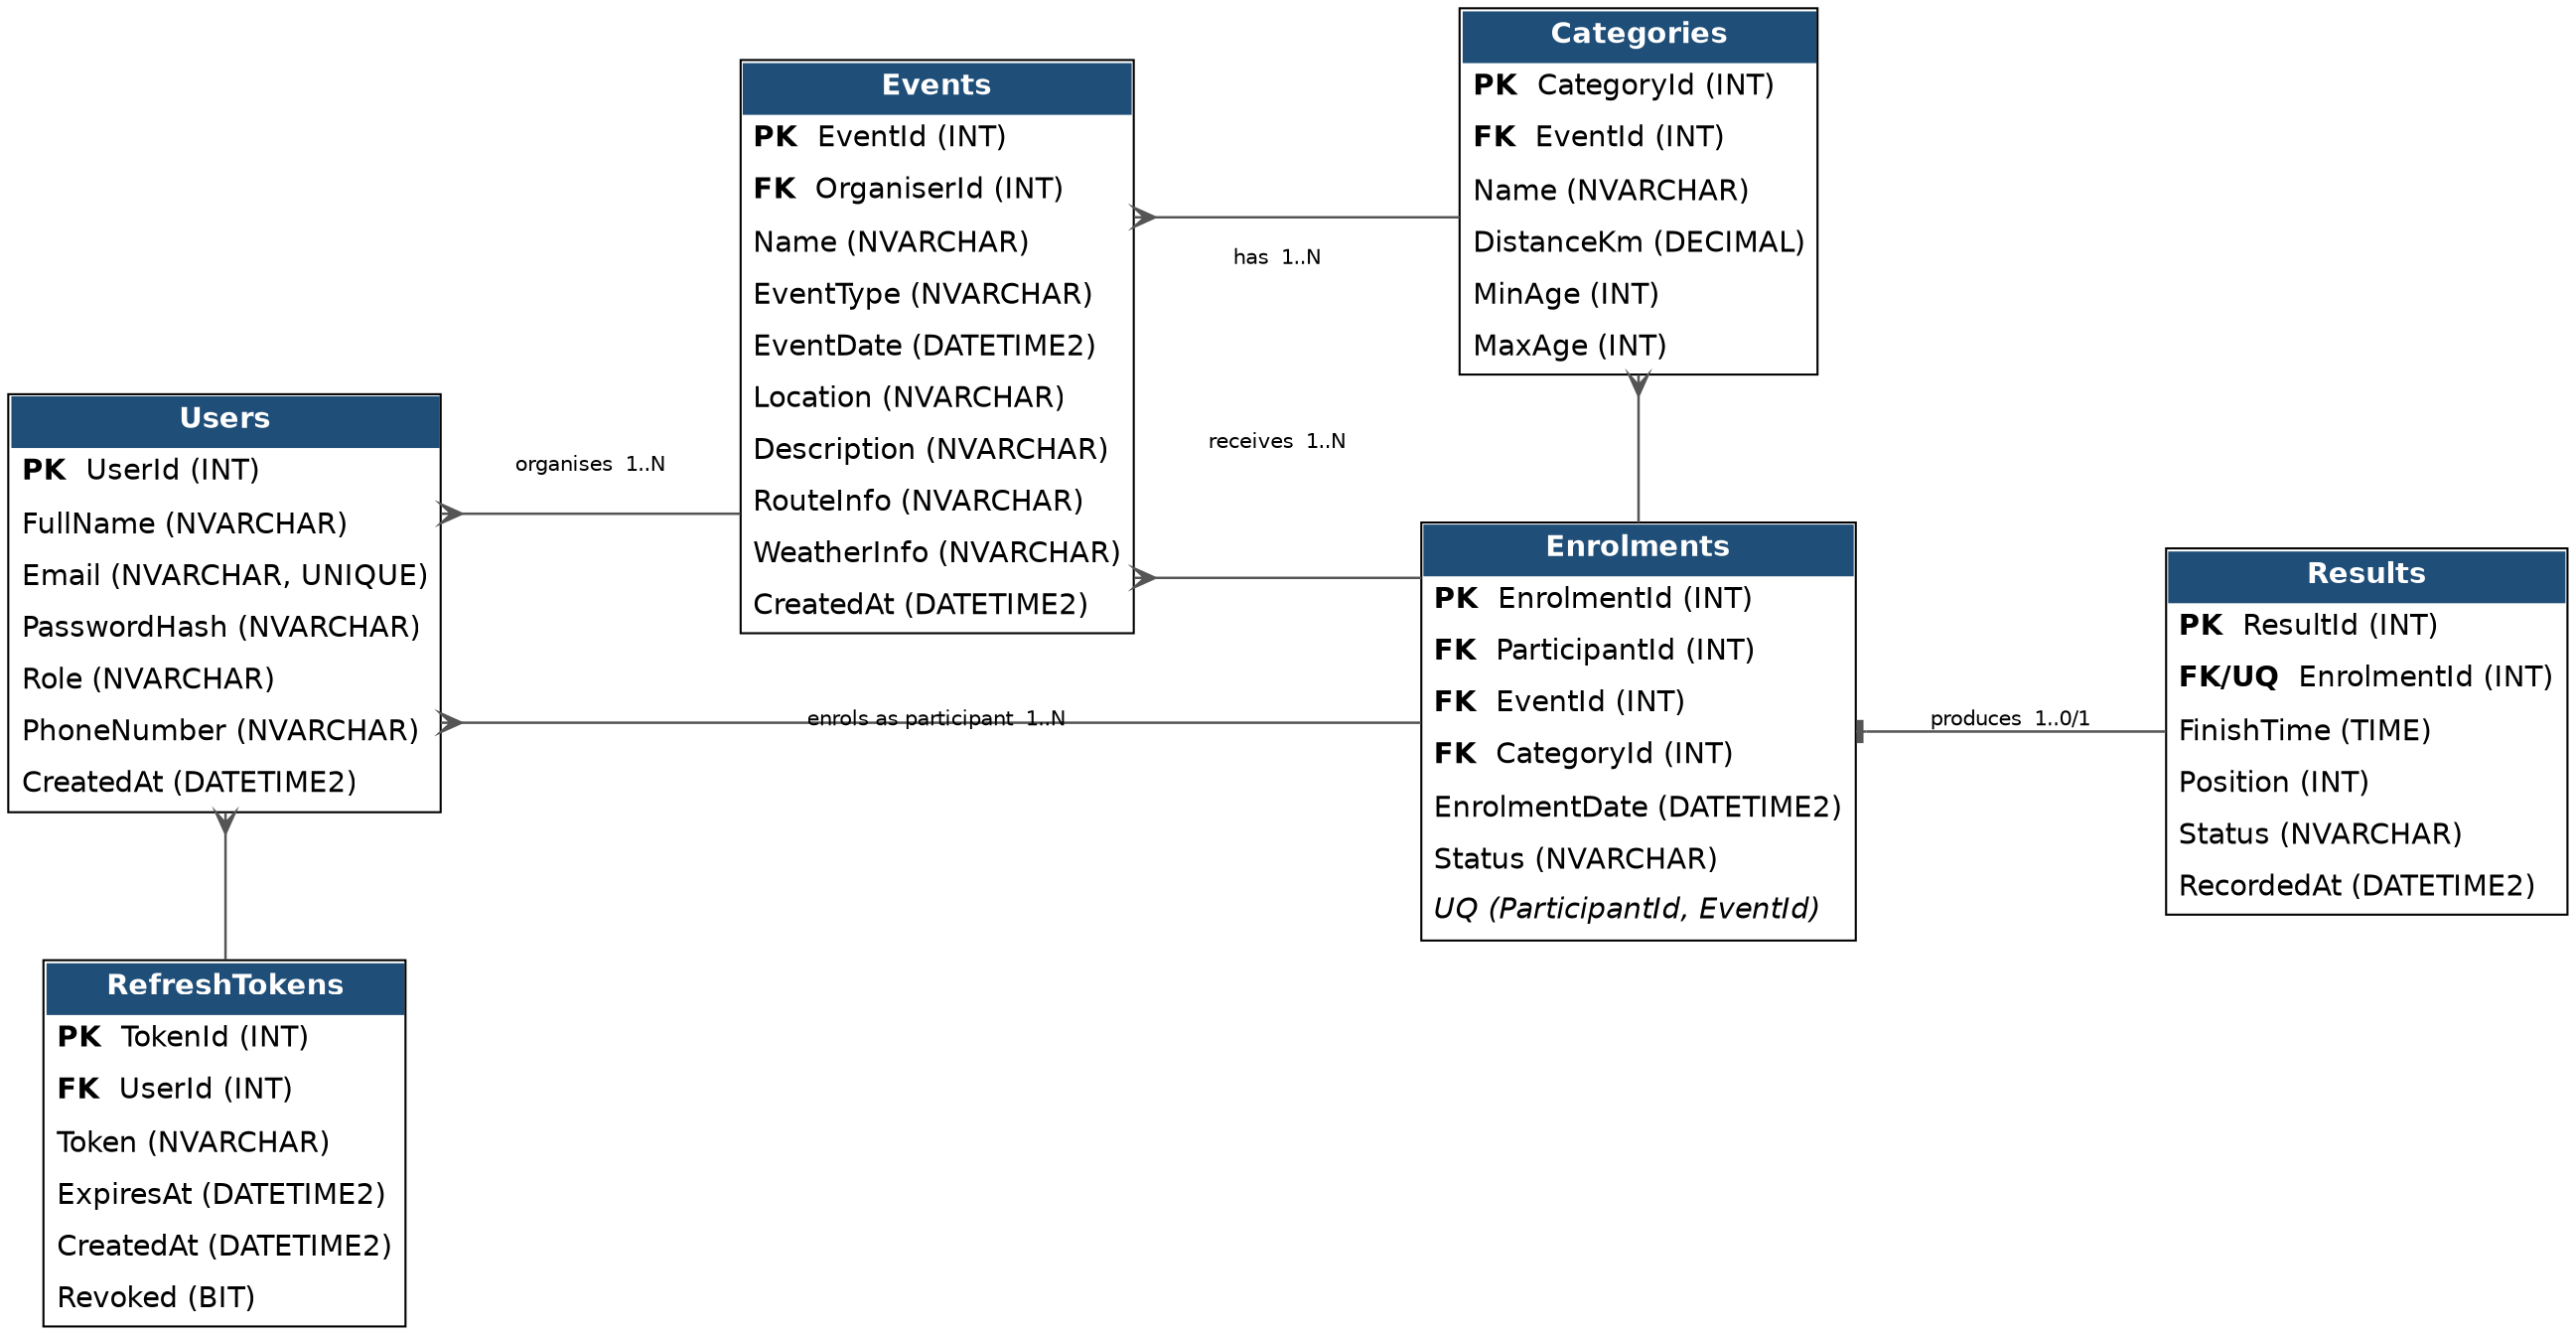 Categories
PK CategoryId (INT)
FK EventId (INT)
Name (NVARCHAR)
DistanceKm (DECIMAL)
MinAge (INT)
MaxAge (INT)
Events
PK EventId (INT)
FK OrganiserId (INT)
Name (NVARCHAR)
EventType (NVARCHAR)
EventDate (DATETIME2)
Location (NVARCHAR)
Description (NVARCHAR)
RouteInfo (NVARCHAR)
WeatherInfo (NVARCHAR)
CreatedAt (DATETIME2)
has 1..N
receives 1..N
organises 1..N
Users
PK UserId (INT)
FullName (NVARCHAR)
Email (NVARCHAR, UNIQUE)
PasswordHash (NVARCHAR)
Role (NVARCHAR)
PhoneNumber (NVARCHAR)
CreatedAt (DATETIME2)
enrols as participant 1..N
Enrolments
PK EnrolmentId (INT)
FK ParticipantId (INT)
FK EventId (INT)
FK CategoryId (INT)
EnrolmentDate (DATETIME2)
Status (NVARCHAR)
UQ (ParticipantId, EventId)
produces 1..0/1
Results
PK ResultId (INT)
FK/UQ EnrolmentId (INT)
FinishTime (TIME)
Position (INT)
Status (NVARCHAR)
RecordedAt (DATETIME2)
RefreshTokens
PK TokenId (INT)
FK UserId (INT)
Token (NVARCHAR)
ExpiresAt (DATETIME2)
CreatedAt (DATETIME2)
Revoked (BIT)